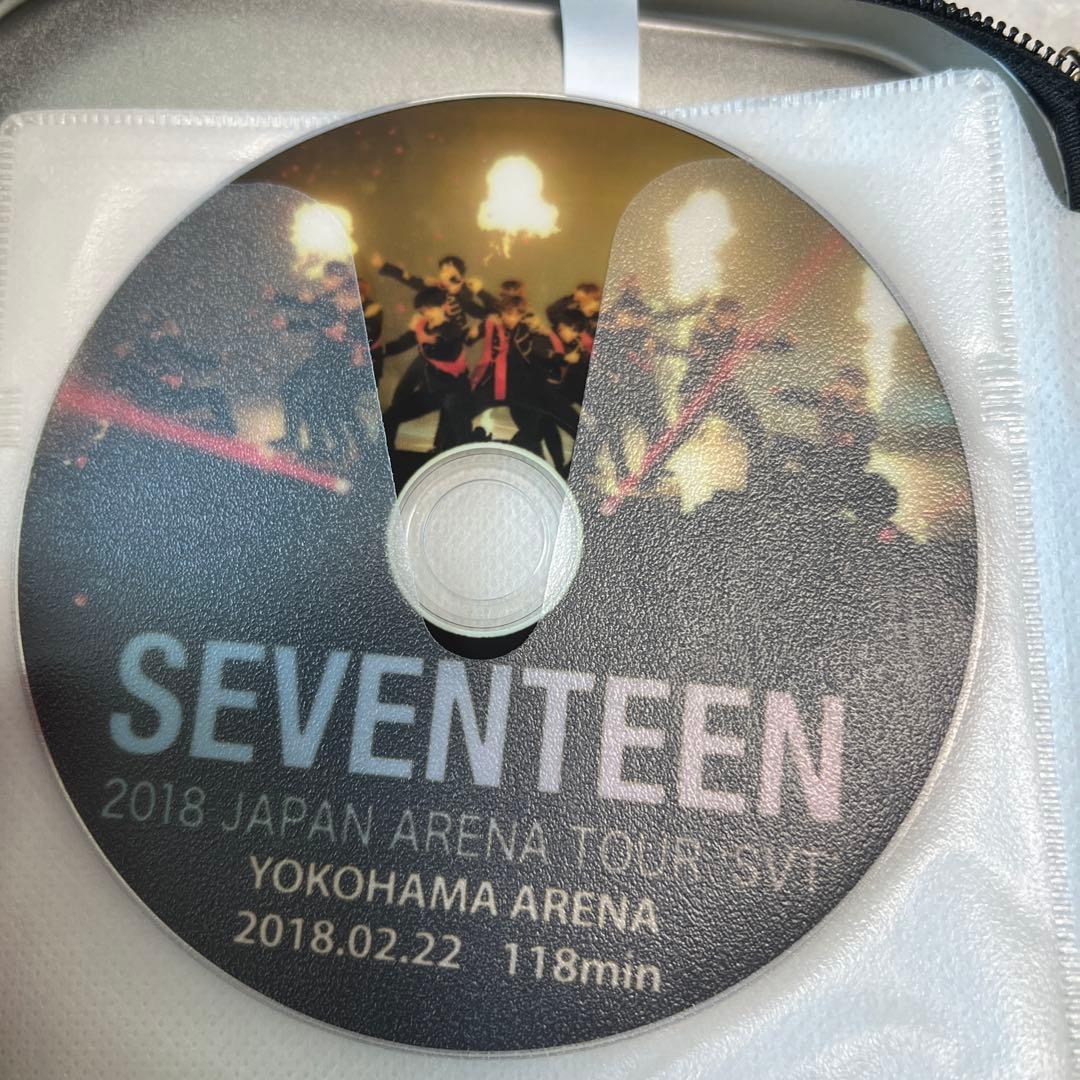 SEVENTEEN
2018 JAPAN ARENA TOUR 'SVT'
YOKOHAMA ARENA
2018.02.22 118min